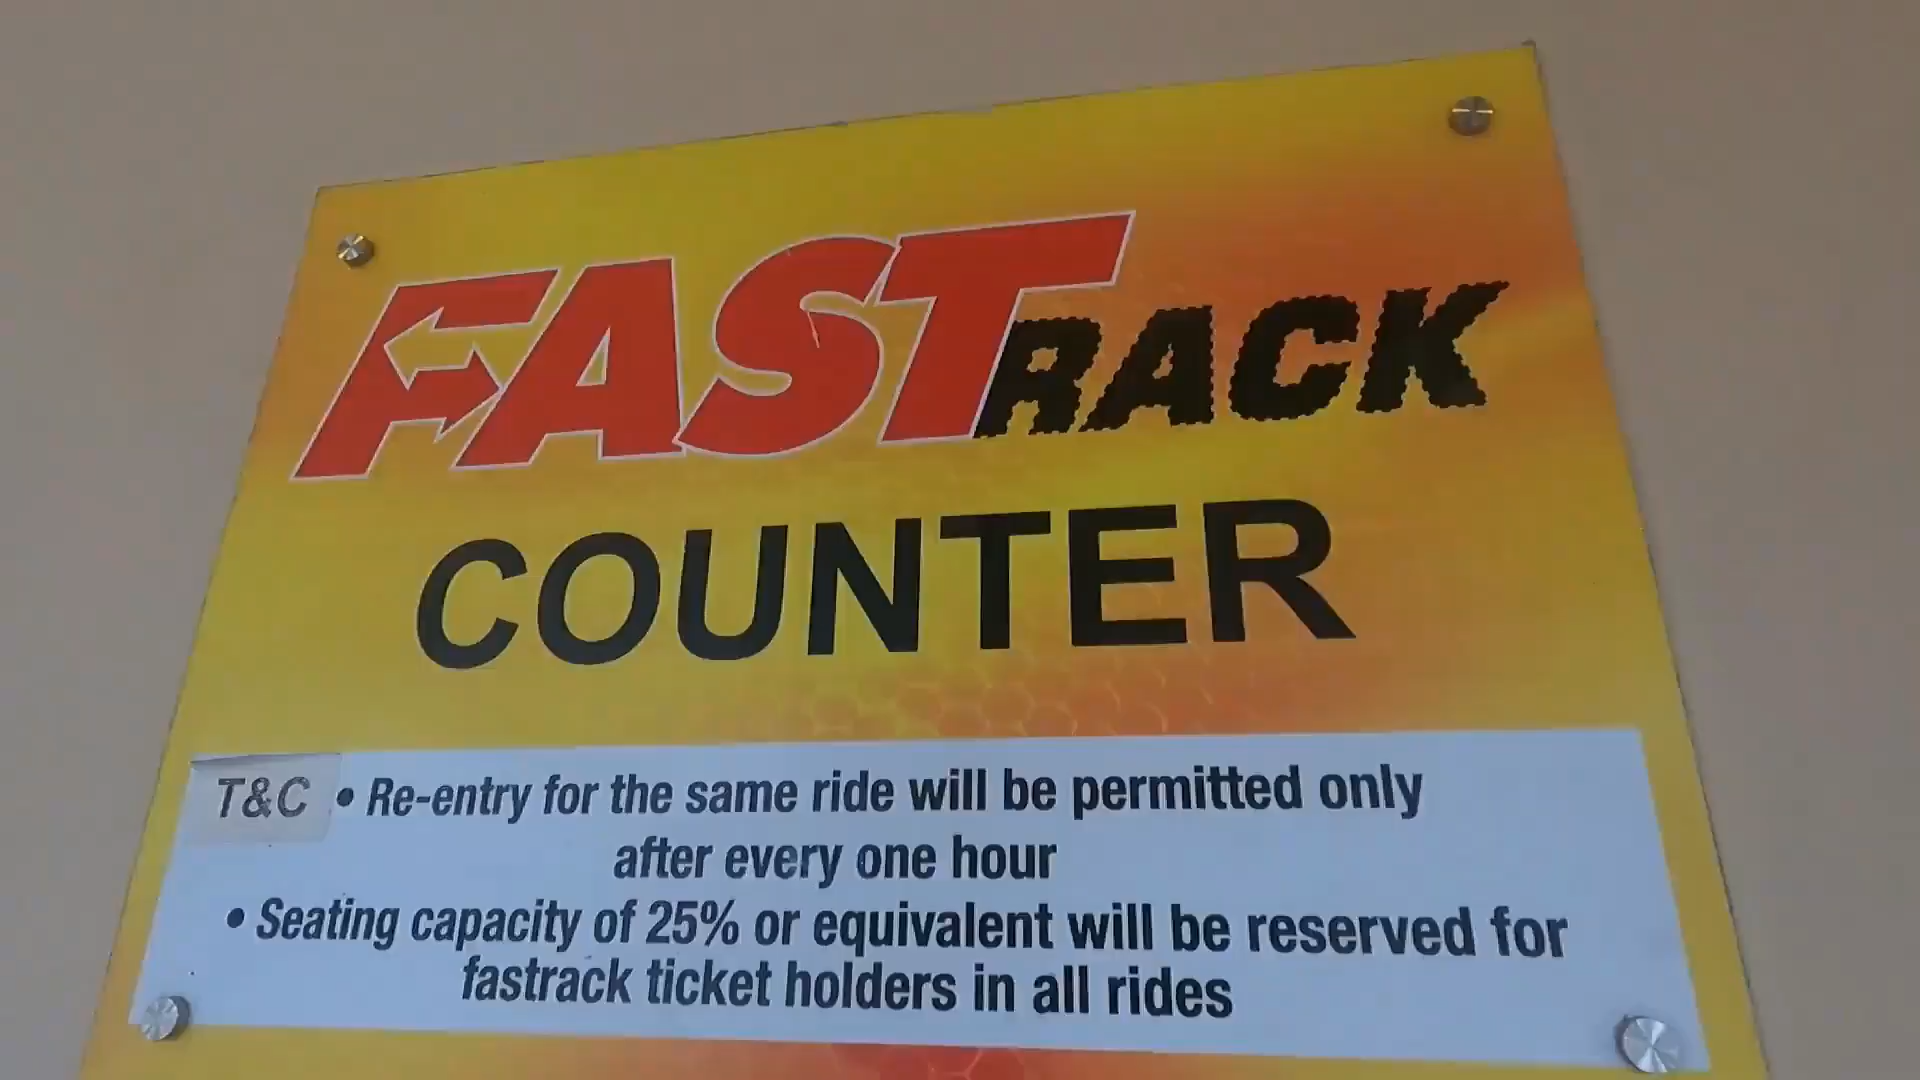 FASTRACK
COUNTER
T&C • Re-entry for the same ride will be permitted only
after every one hour
• Seating capacity of 25% or equivalent will be reserved for
fastrack ticket holders in all rides